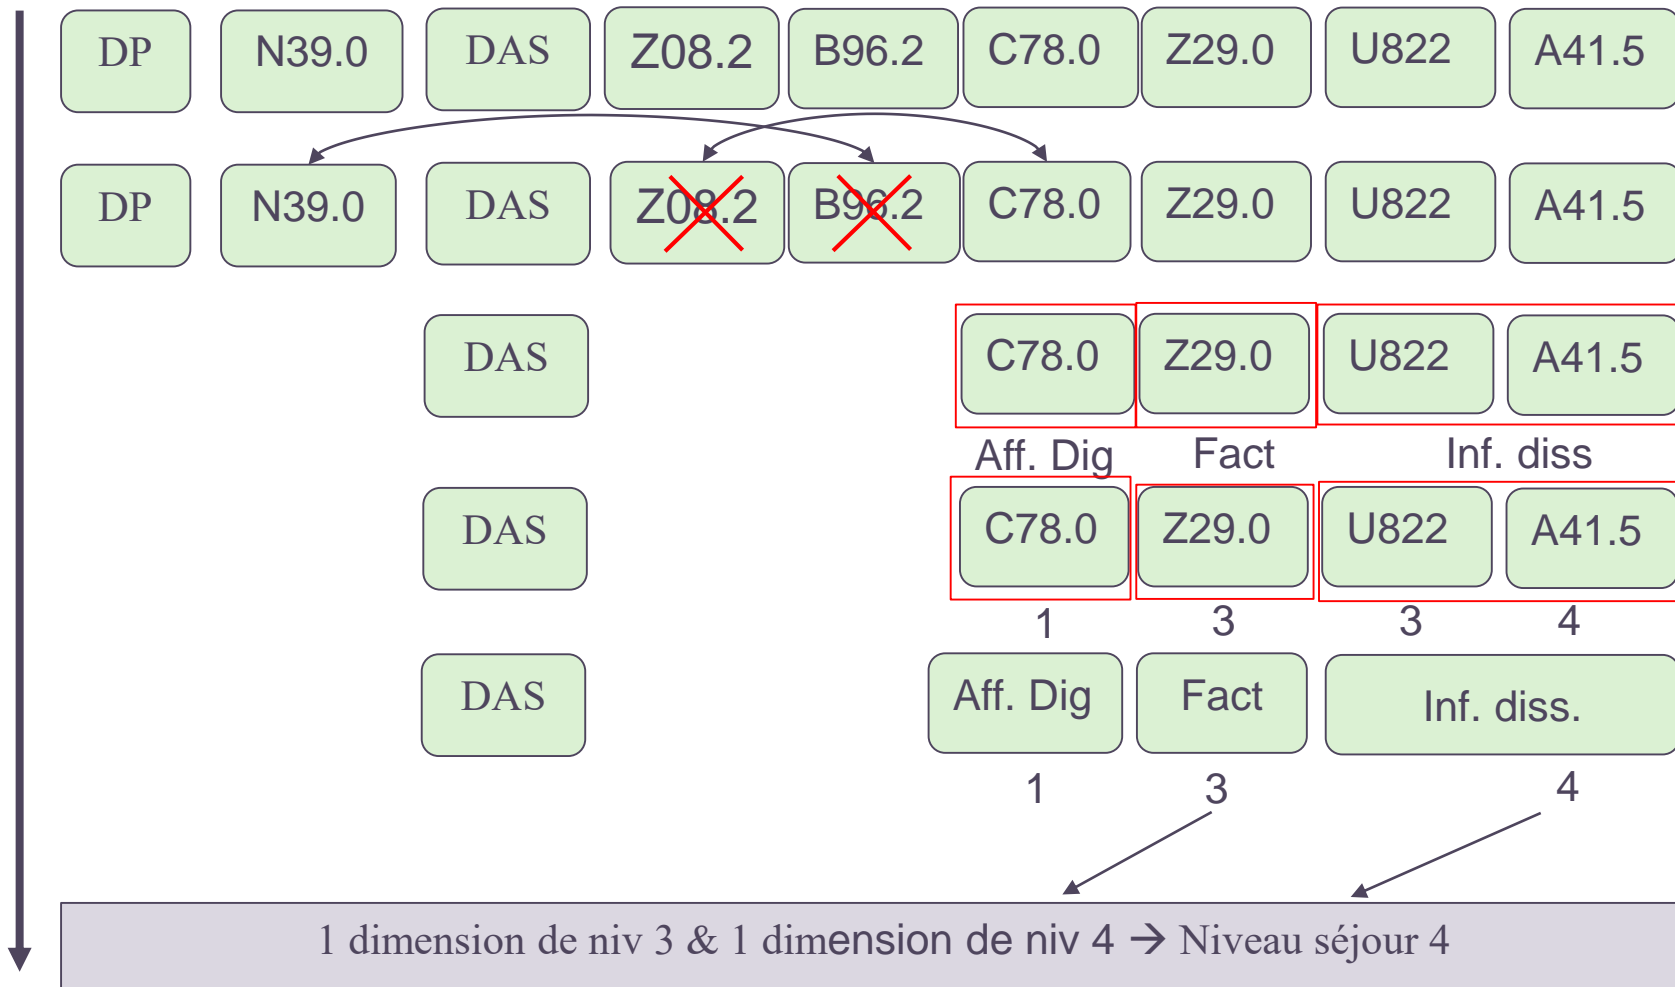 DP N39.0 DAS Z08.2 B96.2 C78.0 Z29.0 U822 A41.5
DP N39.0 DAS Z08.2 B96.2 C78.0 Z29.0 U822 A41.5
DAS C78.0 Z29.0 U822 A41.5
Aff. Dig Fact Inf. diss
DAS C78.0 Z29.0 U822 A41.5
1 3 3 4
DAS Aff. Dig Fact Inf. diss.
1 3 4
1 dimension de niv 3 & 1 dimension de niv 4 → Niveau séjour 4